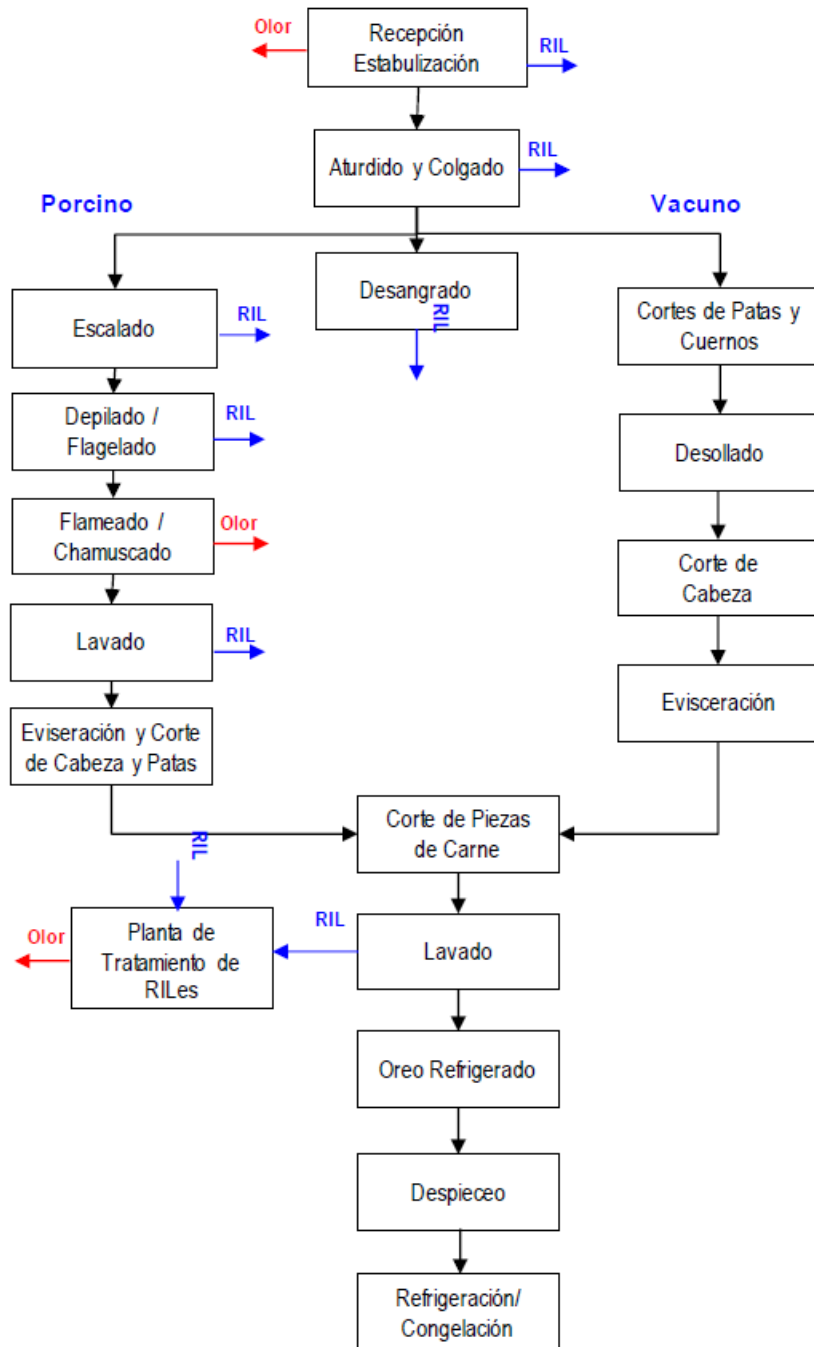 Olor
Recepción
Estabulización
RIL
Aturdido y Colgado
RIL
Porcino
Vacuno
Desangrado
RIL
Escalado
RIL
Cortes de Patas y
Cuernos
Depilado /
Flagelado
RIL
Desollado
Flameado /
Chamuscado
Olor
Corte de
Cabeza
Lavado
RIL
Evisceración
Eviseración y Corte
de Cabeza y Patas
Corte de Piezas
de Carne
RIL
Olor
Planta de
Tratamiento de
RILes
RIL
Lavado
Oreo Refrigerado
Despieceo
Refrigeración/
Congelación